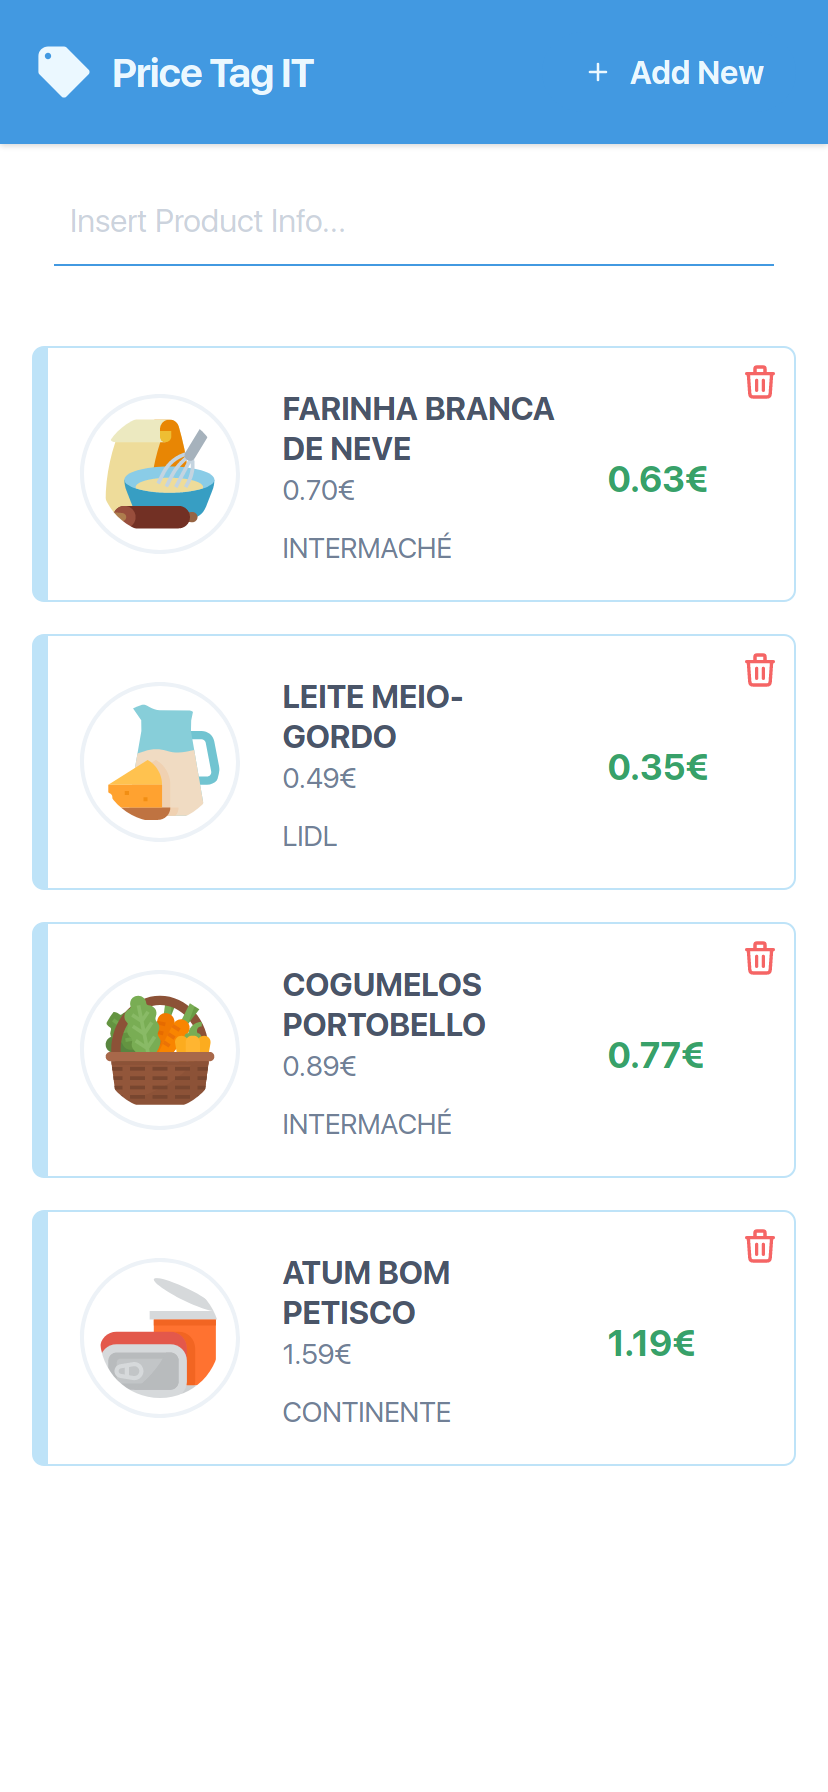 Price Tag IT
+ Add New
Insert Product Info...
FARINHA BRANCA
DE NEVE
0.70€
0.63€
INTERMACHÉ
LEITE MEIO-
GORDO
0.49€
0.35€
LIDL
COGUMELOS
PORTOBELLO
0.89€
0.77€
INTERMACHÉ
ATUM BOM
PETISCO
1.59€
1.19€
CONTINENTE